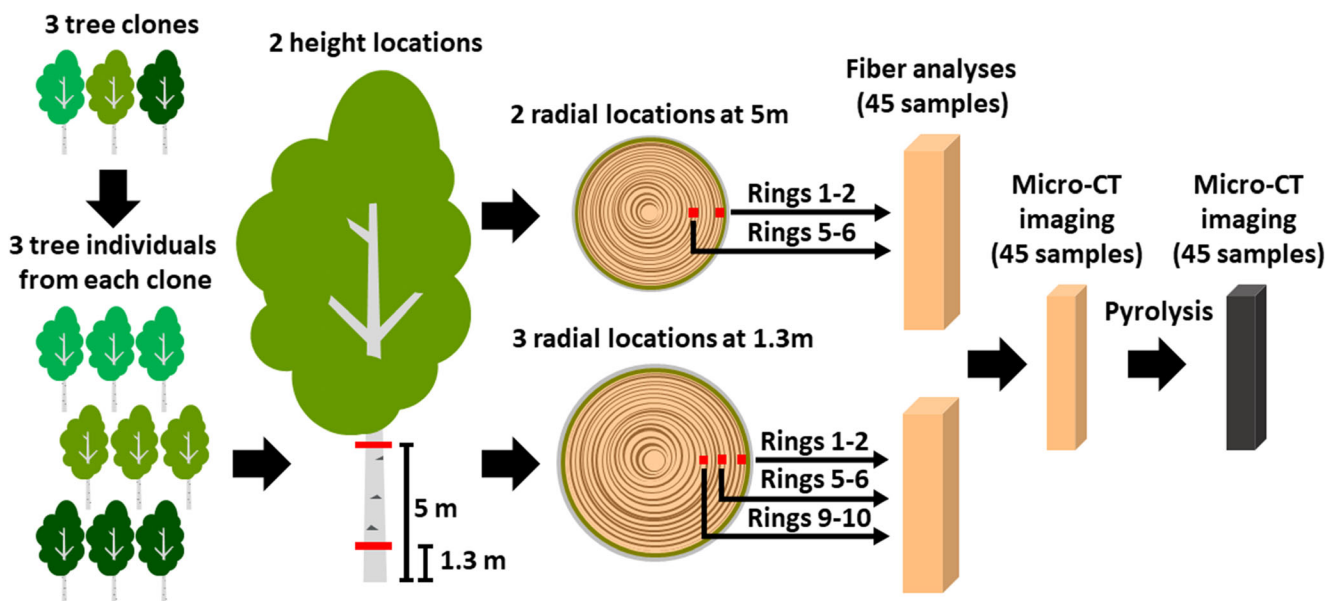 3 tree clones
3 tree individuals
from each clone
2 height locations
5 m
1.3 m
2 radial locations at 5m
Rings 1-2
Rings 5-6
3 radial locations at 1.3m
Rings 1-2
Rings 5-6
Rings 9-10
Fiber analyses
(45 samples)
Micro-CT
imaging
(45 samples)
Pyrolysis
Micro-CT
imaging
(45 samples)